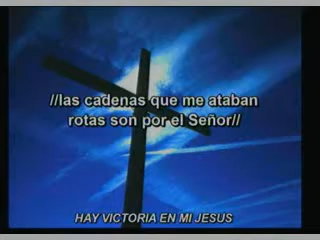 //las cadenas que me ataban
rotas son por el Señor//
HAY VICTORIA EN MI JESUS